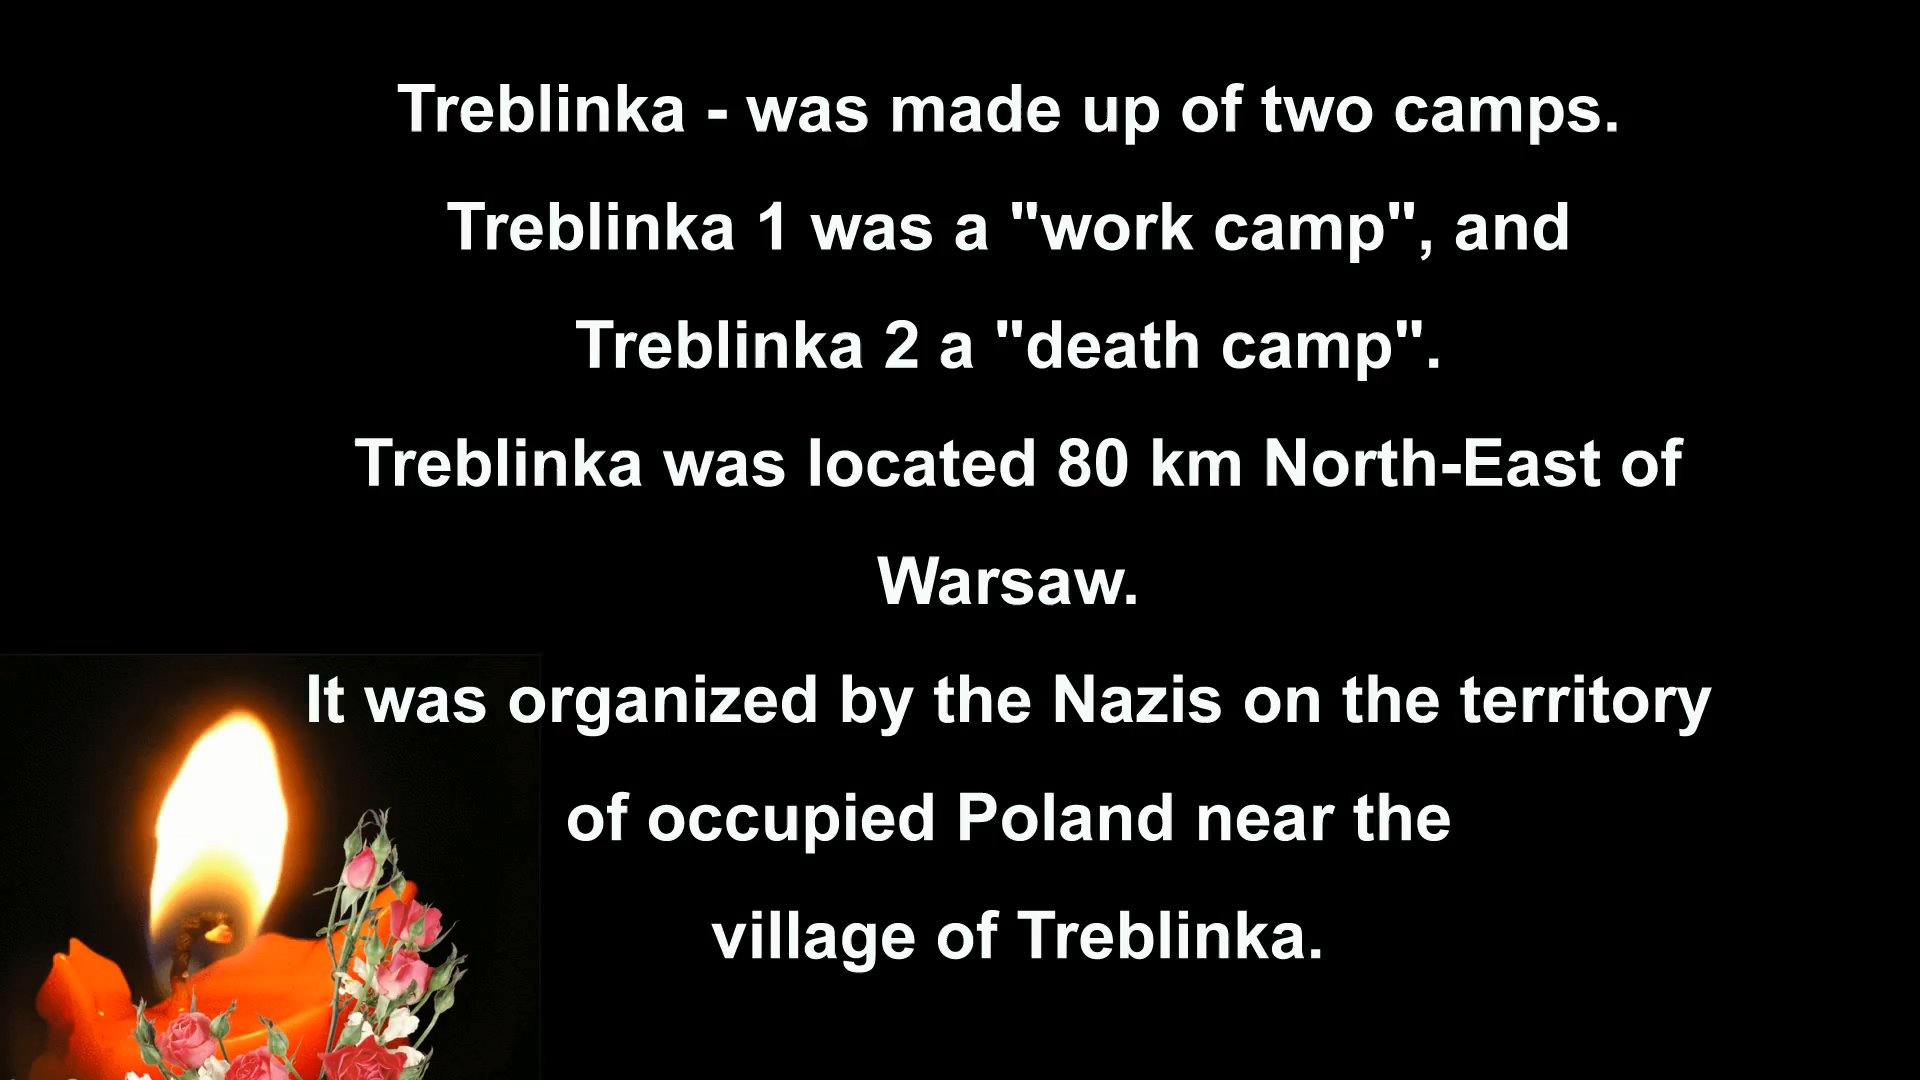 Treblinka - was made up of two camps.
Treblinka 1 was a "work camp", and
Treblinka 2 a "death camp".
Treblinka was located 80 km North-East of
Warsaw.
It was organized by the Nazis on the territory
of occupied Poland near the
village of Treblinka.